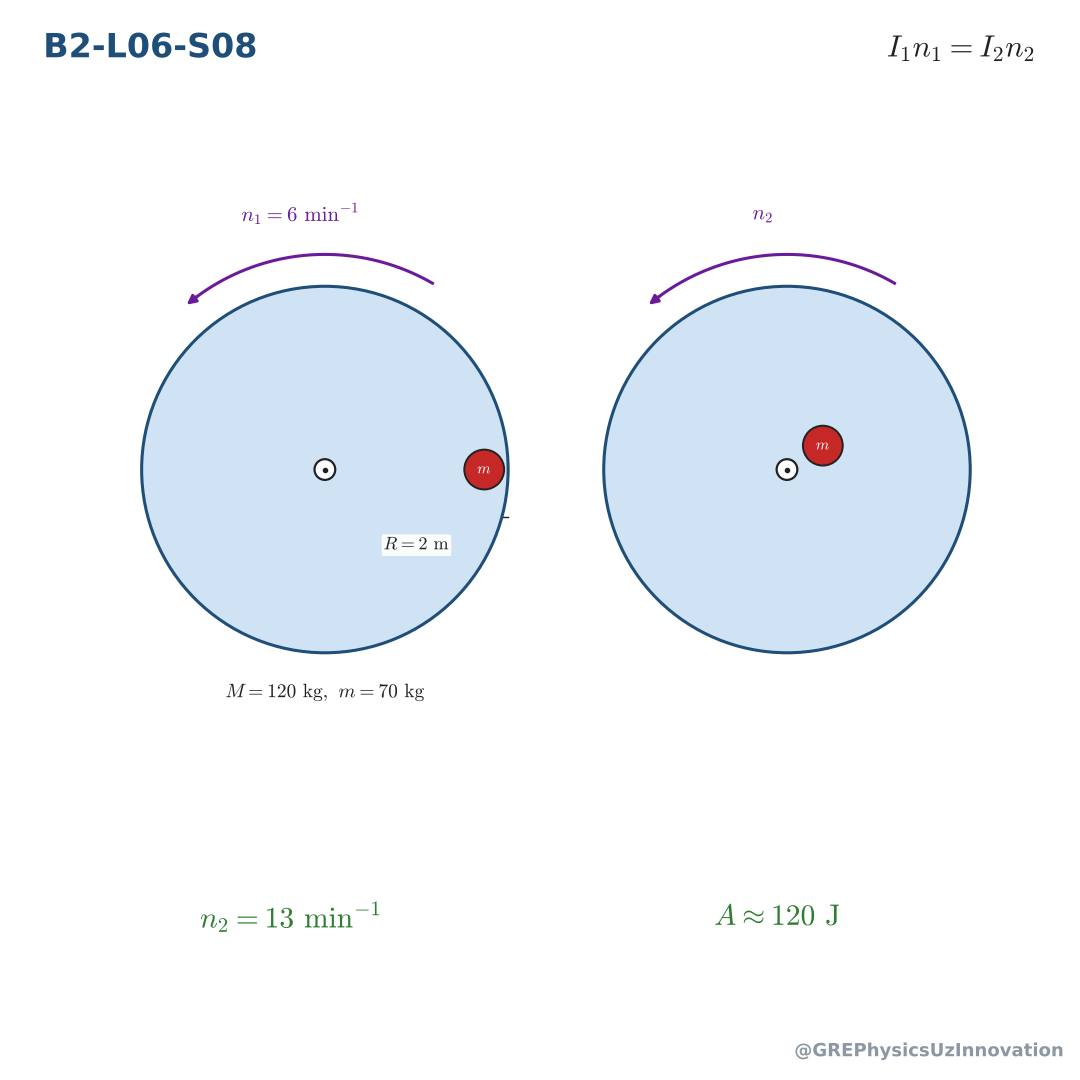 B2-L06-S08
I₁n₁ = I₂n₂
n₁ = 6 min⁻¹
n₂
m
m
R = 2 m
M = 120 kg, m = 70 kg
n₂ = 13 min⁻¹
A ≈ 120 J
@GREPhysicsUzInnovation